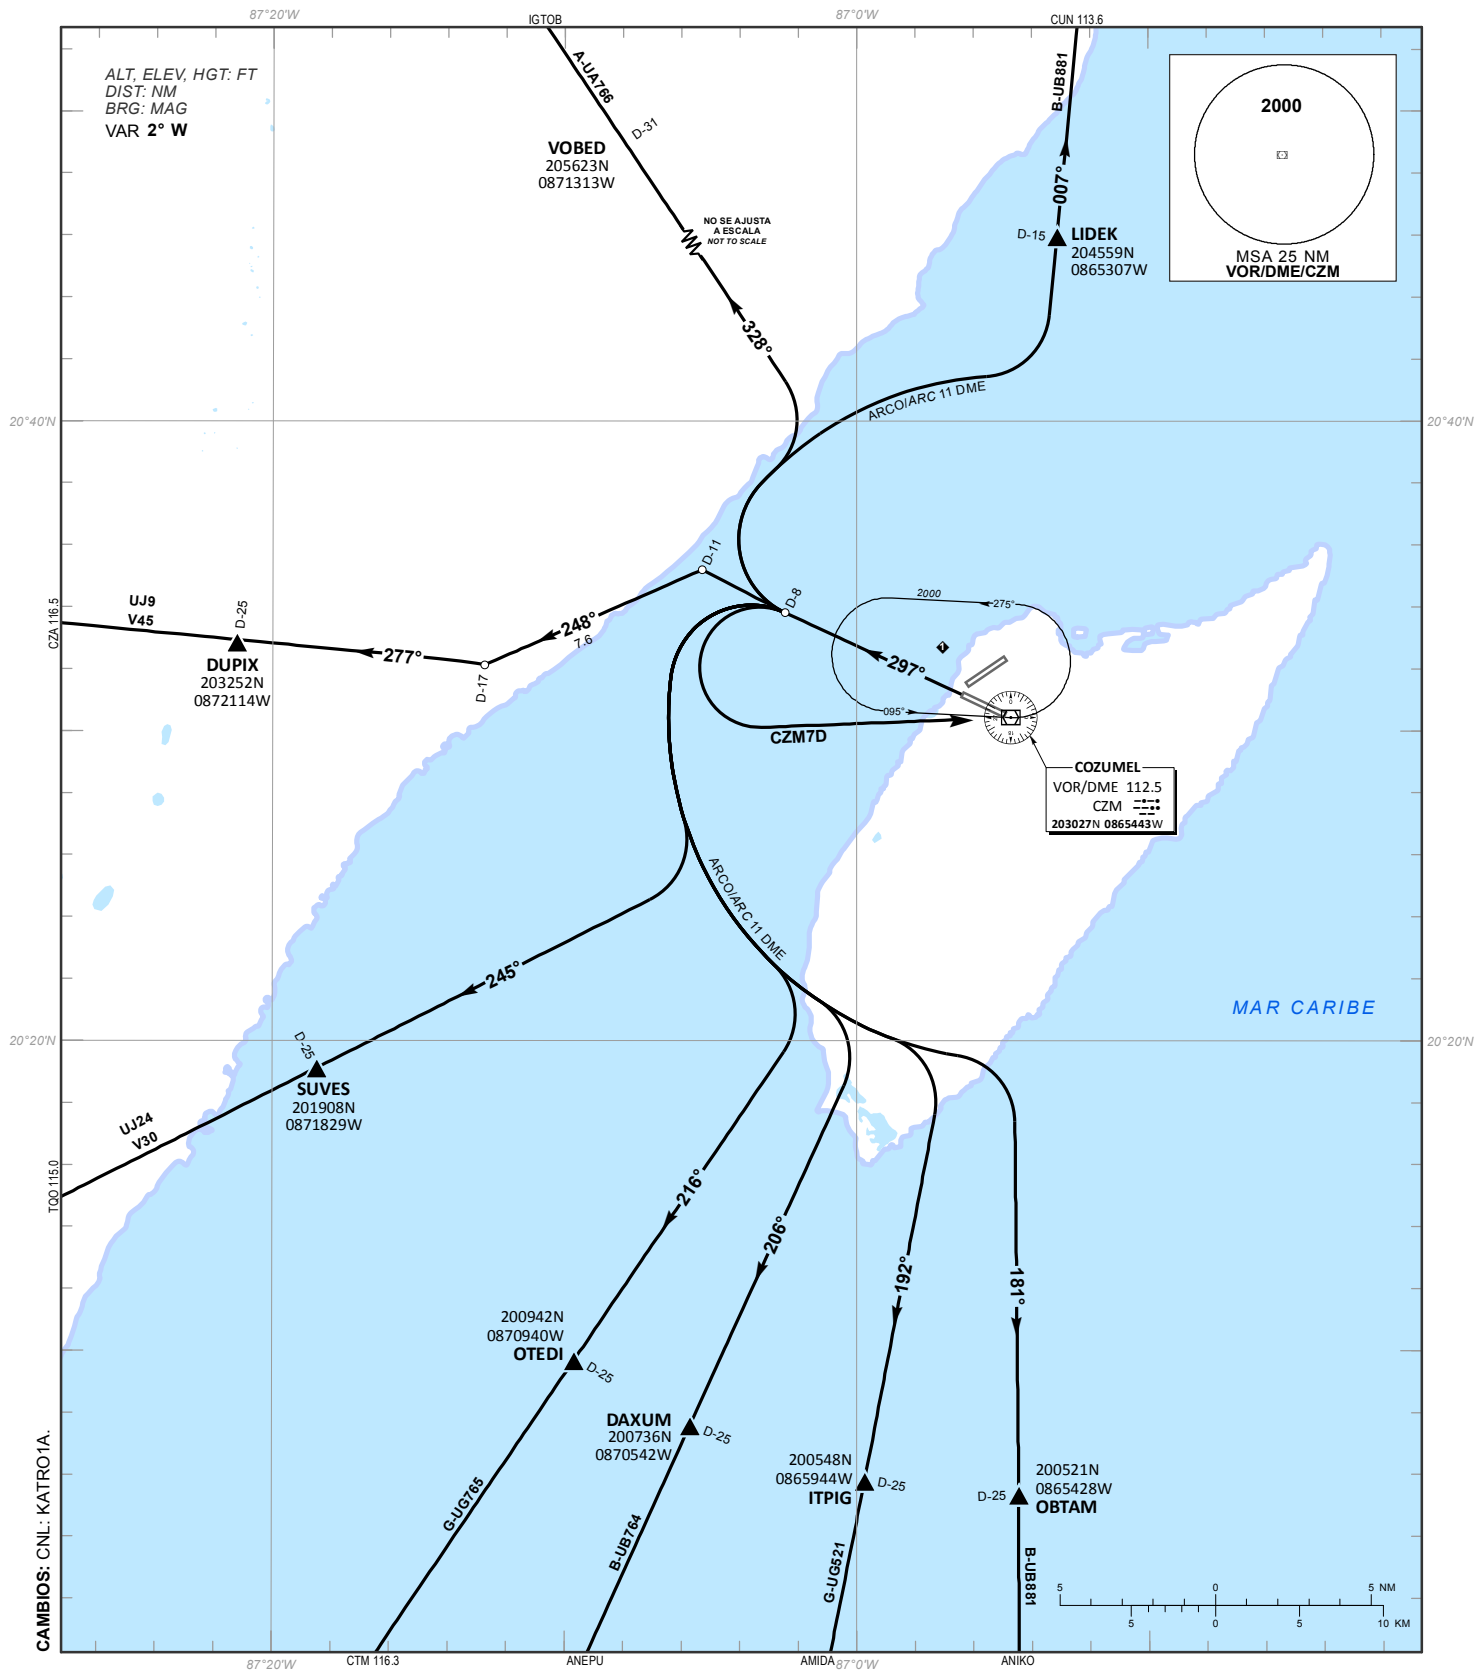 87°20'W
IGTOB
87°0'W
CUN 113.6
ALT, ELEV, HGT: FT
DIST: NM
BRG: MAG
VAR 2° W
A-UA766
D-31
VOBED
205623N
0871313W
NO SE AJUSTA
A ESCALA
NOT TO SCALE
328°
B-UB881
007°
D-15
LIDEK
204559N
0865307W
2000
MSA 25 NM
VOR/DME/CZM
20°40'N
20°40'N
ARCO/ARC 11 DME
D-11
D-8
CZA 116.5
UJ9
V45
D-25
DUPIX
203252N
0872114W
277°
D-17
248°
7.6
2000
275°
1
297°
095°
CZM7D
COZUMEL
VOR/DME 112.5
CZM
203027N 0865443W
ARCO/ARC 11 DME
245°
MAR CARIBE
20°20'N
20°20'N
D-25
SUVES
201908N
0871829W
UJ24
V30
TQO 115.0
216°
206°
192°
181°
200942N
0870940W
OTEDI
D-25
DAXUM
200736N
0870542W
D-25
200548N
0865944W
ITPIG
D-25
D-25
200521N
0865428W
OBTAM
G-UG765
B-UB764
G-UG521
B-UB881
5 0 5 NM
5 0 5 10 KM
CAMBIOS: CNL: KATRO1A.
87°20'W
CTM 116.3
ANEPU
AMIDA
87°0'W
ANIKO